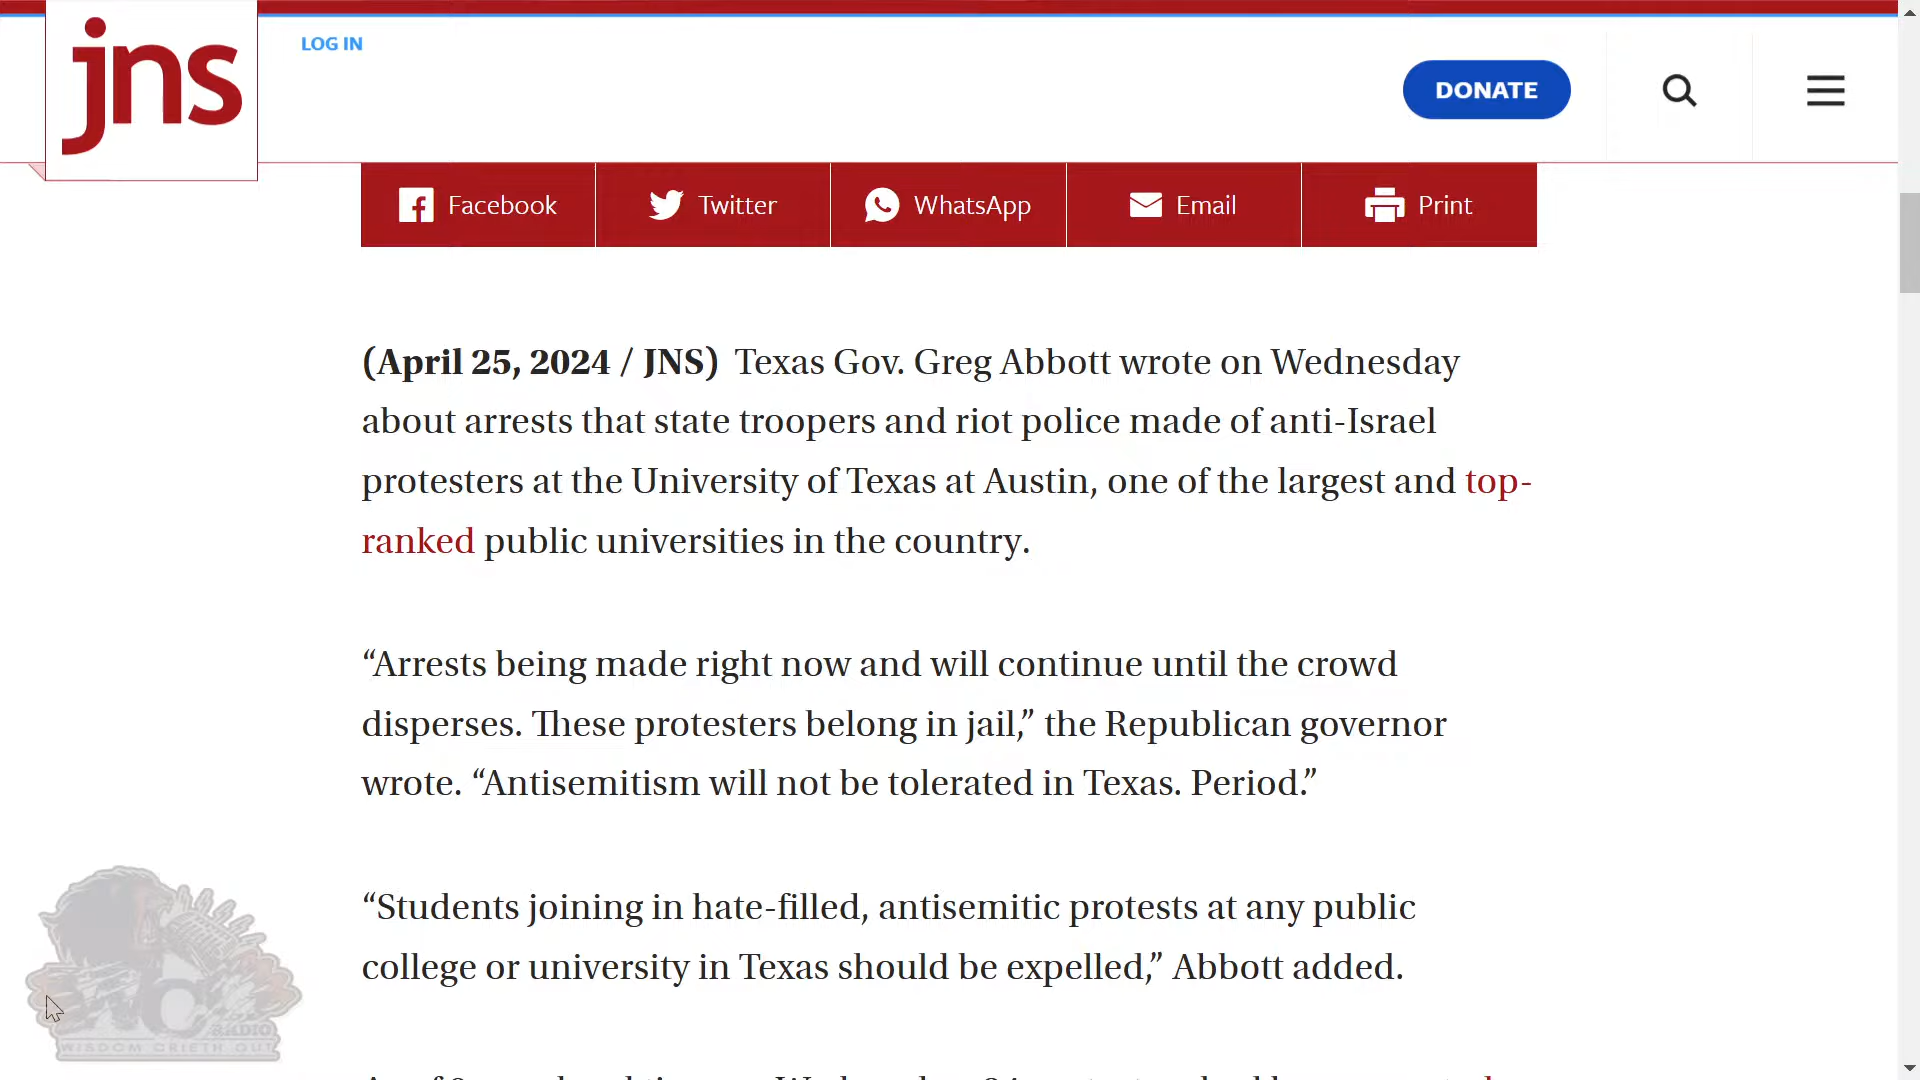 jns
LOG IN
DONATE
Facebook
Twitter
WhatsApp
Email
Print
(April 25, 2024 / JNS) Texas Gov. Greg Abbott wrote on Wednesday
about arrests that state troopers and riot police made of anti-Israel
protesters at the University of Texas at Austin, one of the largest and top-
ranked public universities in the country.
“Arrests being made right now and will continue until the crowd
disperses. These protesters belong in jail,” the Republican governor
wrote. “Antisemitism will not be tolerated in Texas. Period.”
“Students joining in hate-filled, antisemitic protests at any public
college or university in Texas should be expelled,” Abbott added.
RADIO
WISDOM CRIETH OUT